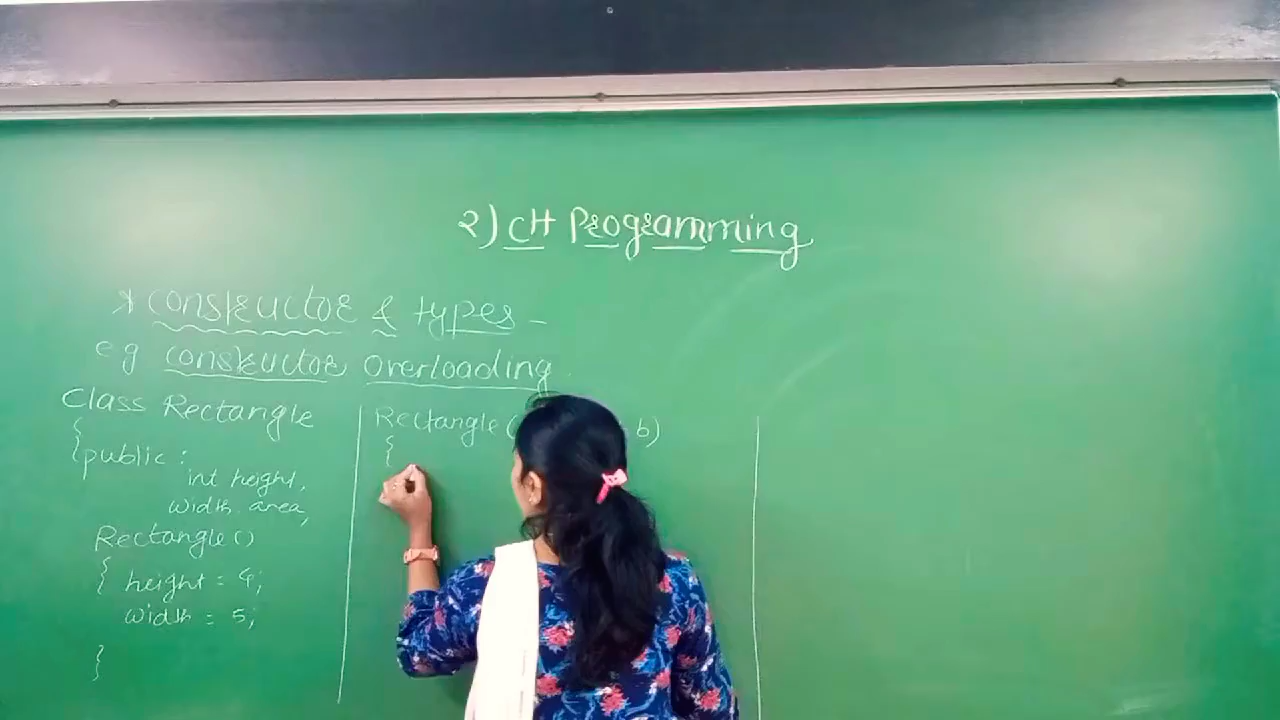 2) C++ Programming
* Constructor & types -
eg Constructor Overloading.
Class Rectangle
{ public :
int height,
width, area,
Rectangle()
{ height = 4;
width = 5;
}
Rectangle (
b)
{